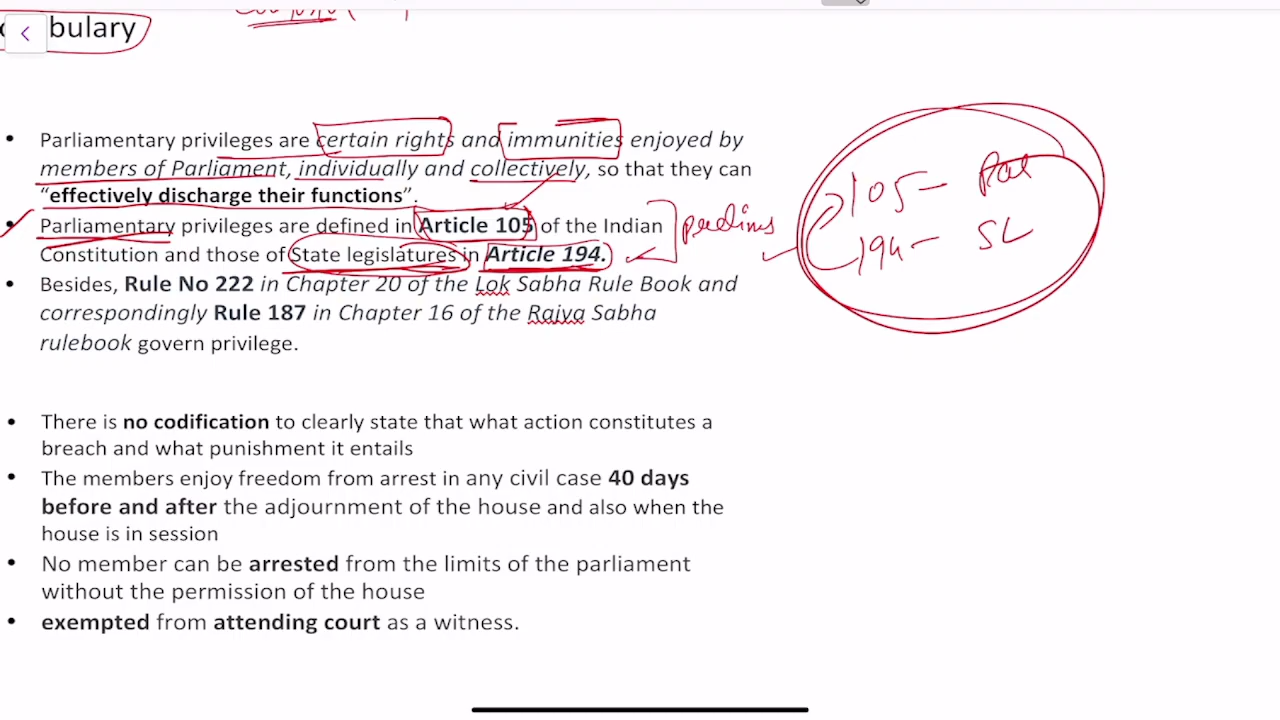 bulary
Parliamentary privileges are certain rights and immunities enjoyed by
members of Parliament, individually and collectively, so that they can
“effectively discharge their functions”.
Parliamentary privileges are defined in Article 105 of the Indian
Constitution and those of State legislatures in Article 194.
Besides, Rule No 222 in Chapter 20 of the Lok Sabha Rule Book and
correspondingly Rule 187 in Chapter 16 of the Rajya Sabha
rulebook govern privilege.
105 -
194 - SL
There is no codification to clearly state that what action constitutes a
breach and what punishment it entails
The members enjoy freedom from arrest in any civil case 40 days
before and after the adjournment of the house and also when the
house is in session
No member can be arrested from the limits of the parliament
without the permission of the house
exempted from attending court as a witness.